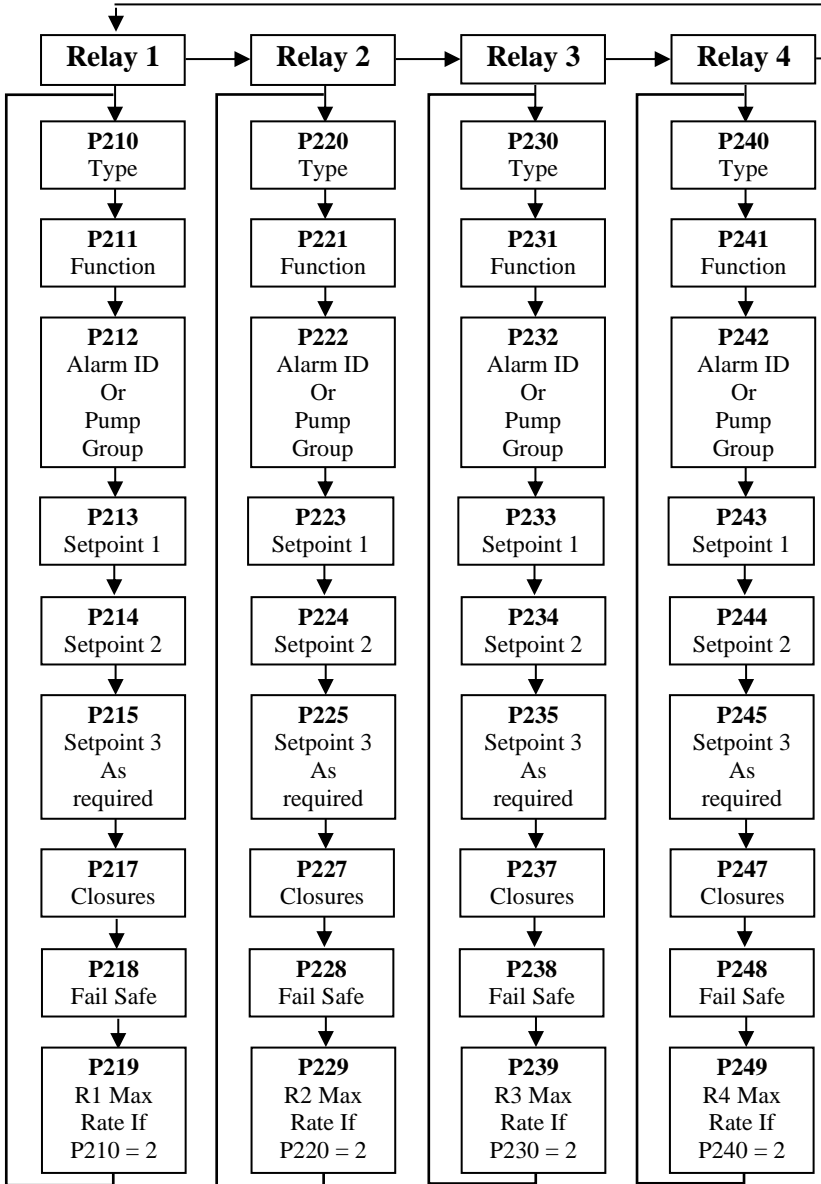 Relay 1
Relay 2
Relay 3
Relay 4
P210
Type
P220
Type
P230
Type
P240
Type
P211
Function
P221
Function
P231
Function
P241
Function
P212
Alarm ID
Or
Pump
Group
P222
Alarm ID
Or
Pump
Group
P232
Alarm ID
Or
Pump
Group
P242
Alarm ID
Or
Pump
Group
P213
Setpoint 1
P223
Setpoint 1
P233
Setpoint 1
P243
Setpoint 1
P214
Setpoint 2
P224
Setpoint 2
P234
Setpoint 2
P244
Setpoint 2
P215
Setpoint 3
As
required
P225
Setpoint 3
As
required
P235
Setpoint 3
As
required
P245
Setpoint 3
As
required
P217
Closures
P227
Closures
P237
Closures
P247
Closures
P218
Fail Safe
P228
Fail Safe
P238
Fail Safe
P248
Fail Safe
P219
R1 Max
Rate If
P210 = 2
P229
R2 Max
Rate If
P220 = 2
P239
R3 Max
Rate If
P230 = 2
P249
R4 Max
Rate If
P240 = 2